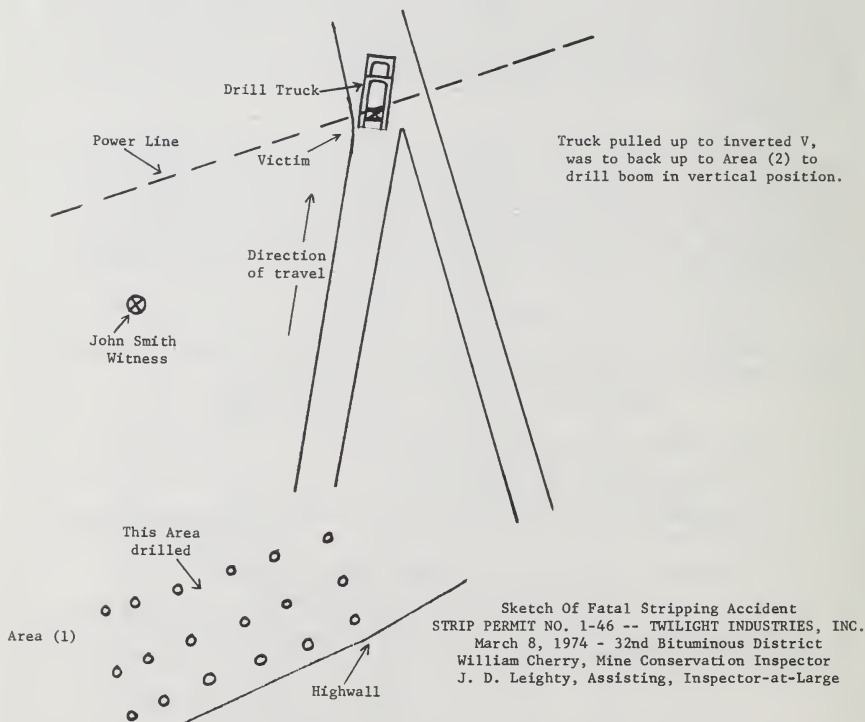 Drill Truck
Power Line
Victim
Truck pulled up to inverted V,
was to back up to Area (2) to
drill boom in vertical position.
Direction
of travel
John Smith
Witness
This Area
drilled
Area (1)
Highwall
Sketch Of Fatal Stripping Accident
STRIP PERMIT NO. 1-46 -- TWILIGHT INDUSTRIES, INC.
March 8, 1974 - 32nd Bituminous District
William Cherry, Mine Conservation Inspector
J. D. Leighty, Assisting, Inspector-at-Large